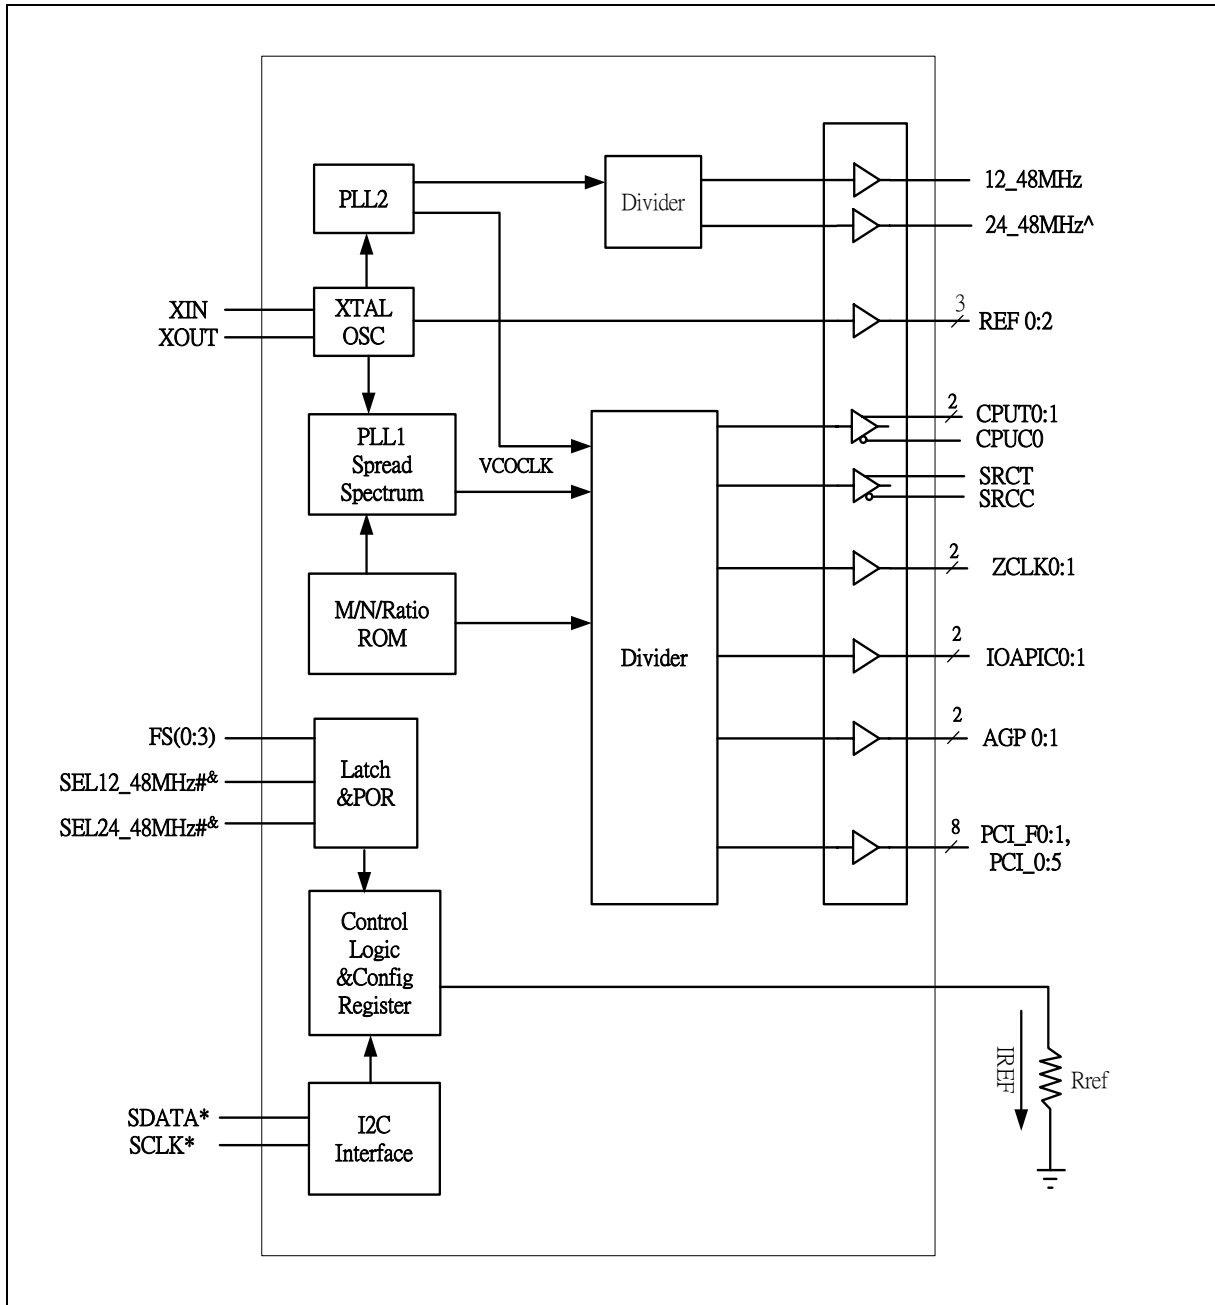 PLL2
Divider
12_48MHz
24_48MHz^
XIN
XOUT
XTAL
OSC
3
REF 0:2
PLL1
Spread
Spectrum
VCOCLK
2
CPUT0:1
CPUC0
SRCT
SRCC
M/N/Ratio
ROM
Divider
2
ZCLK0:1
2
IOAPIC0:1
FS(0:3)
SEL12_48MHz#&
SEL24_48MHz#&
Latch
&POR
2
AGP 0:1
8
PCI_F0:1,
PCI_0:5
Control
Logic
&Config
Register
IREF
Rref
SDATA*
SCLK*
I2C
Interface